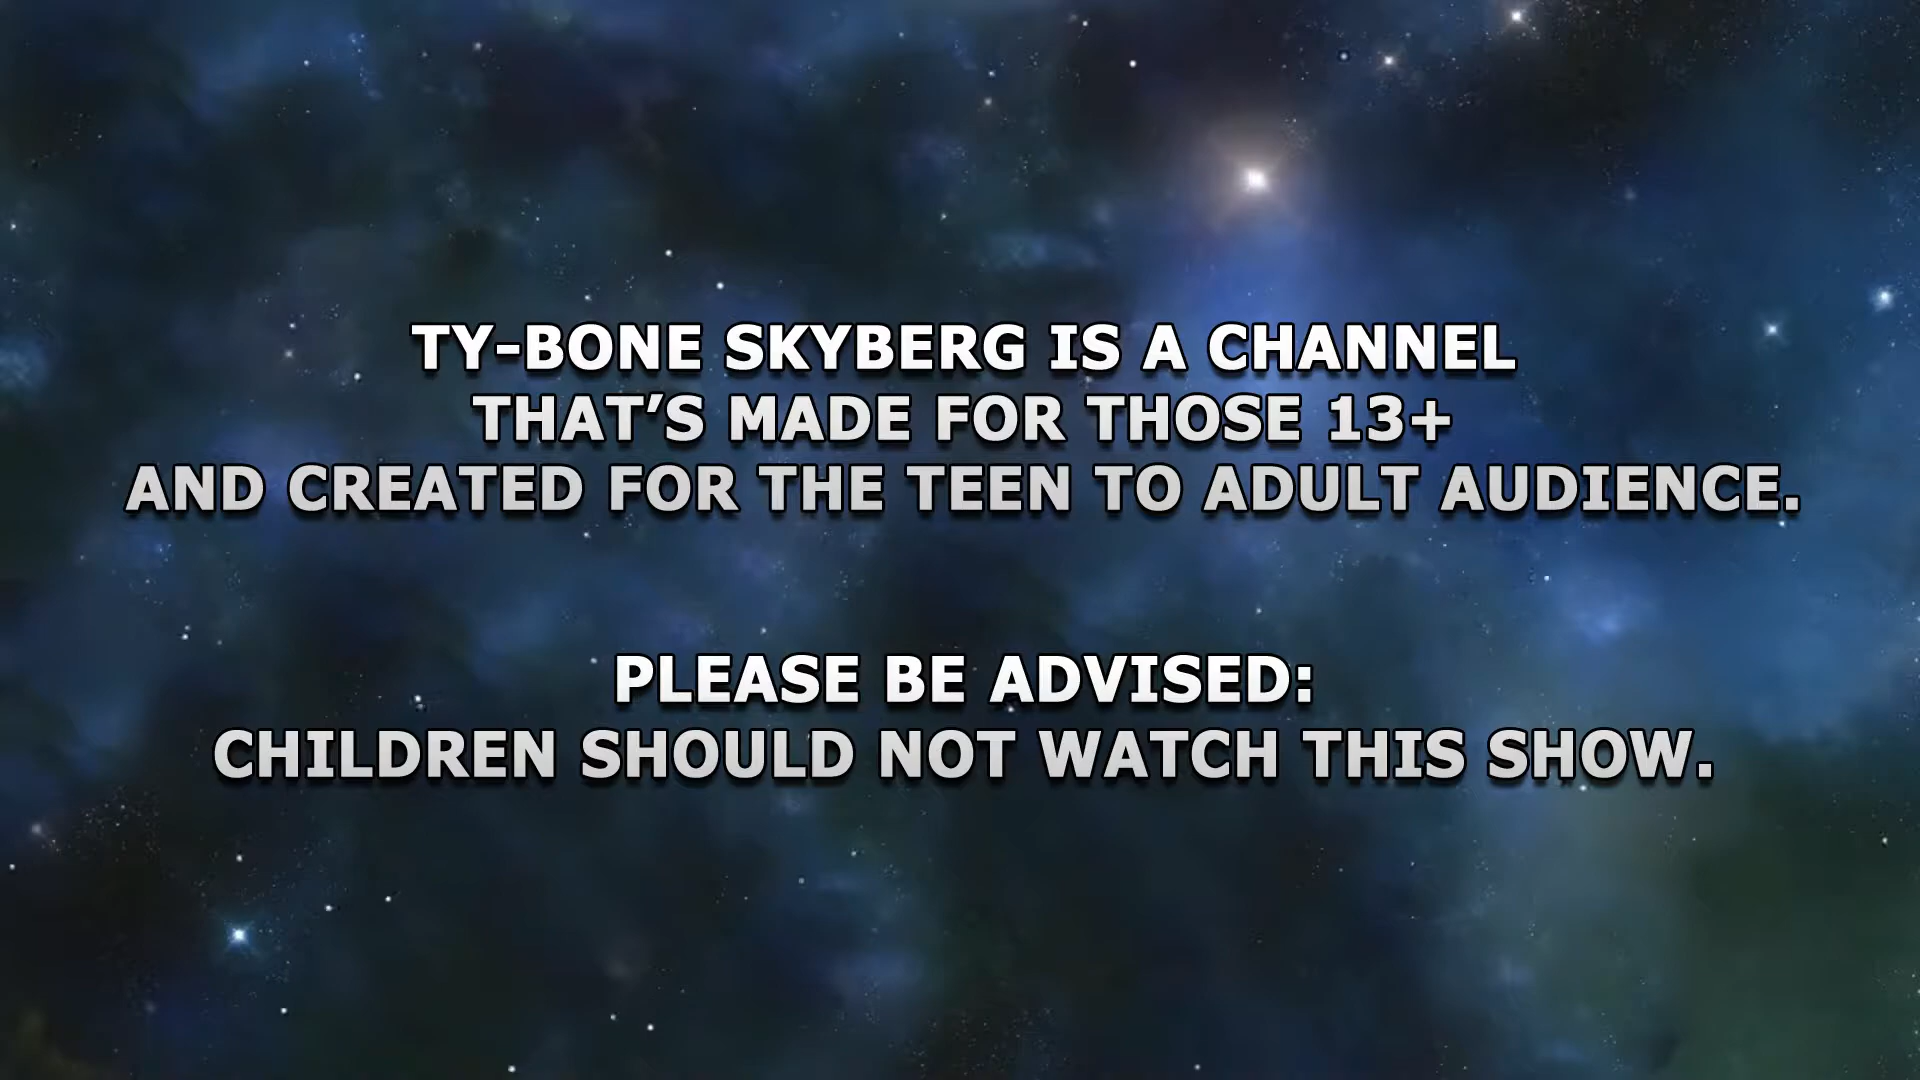 TY-BONE SKYBERG IS A CHANNEL
THAT’S MADE FOR THOSE 13+
AND CREATED FOR THE TEEN TO ADULT AUDIENCE.
PLEASE BE ADVISED:
CHILDREN SHOULD NOT WATCH THIS SHOW.